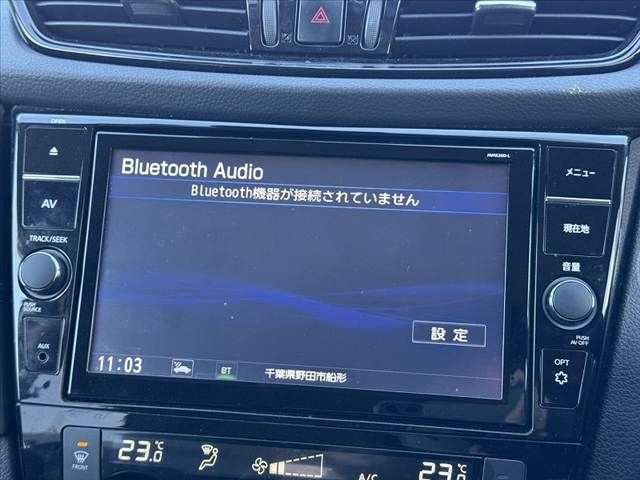 OPEN
AV
TRACK/SEEK
PUSH
SOURCE
AUX
Bluetooth Audio
Bluetooth機器が接続されていません
設定
11:03
BT
千葉県野田市船形
メニュー
現在地
音量
PUSH
AV OFF
OPT
FRONT
23.0
°C
A/C
23.0
°C